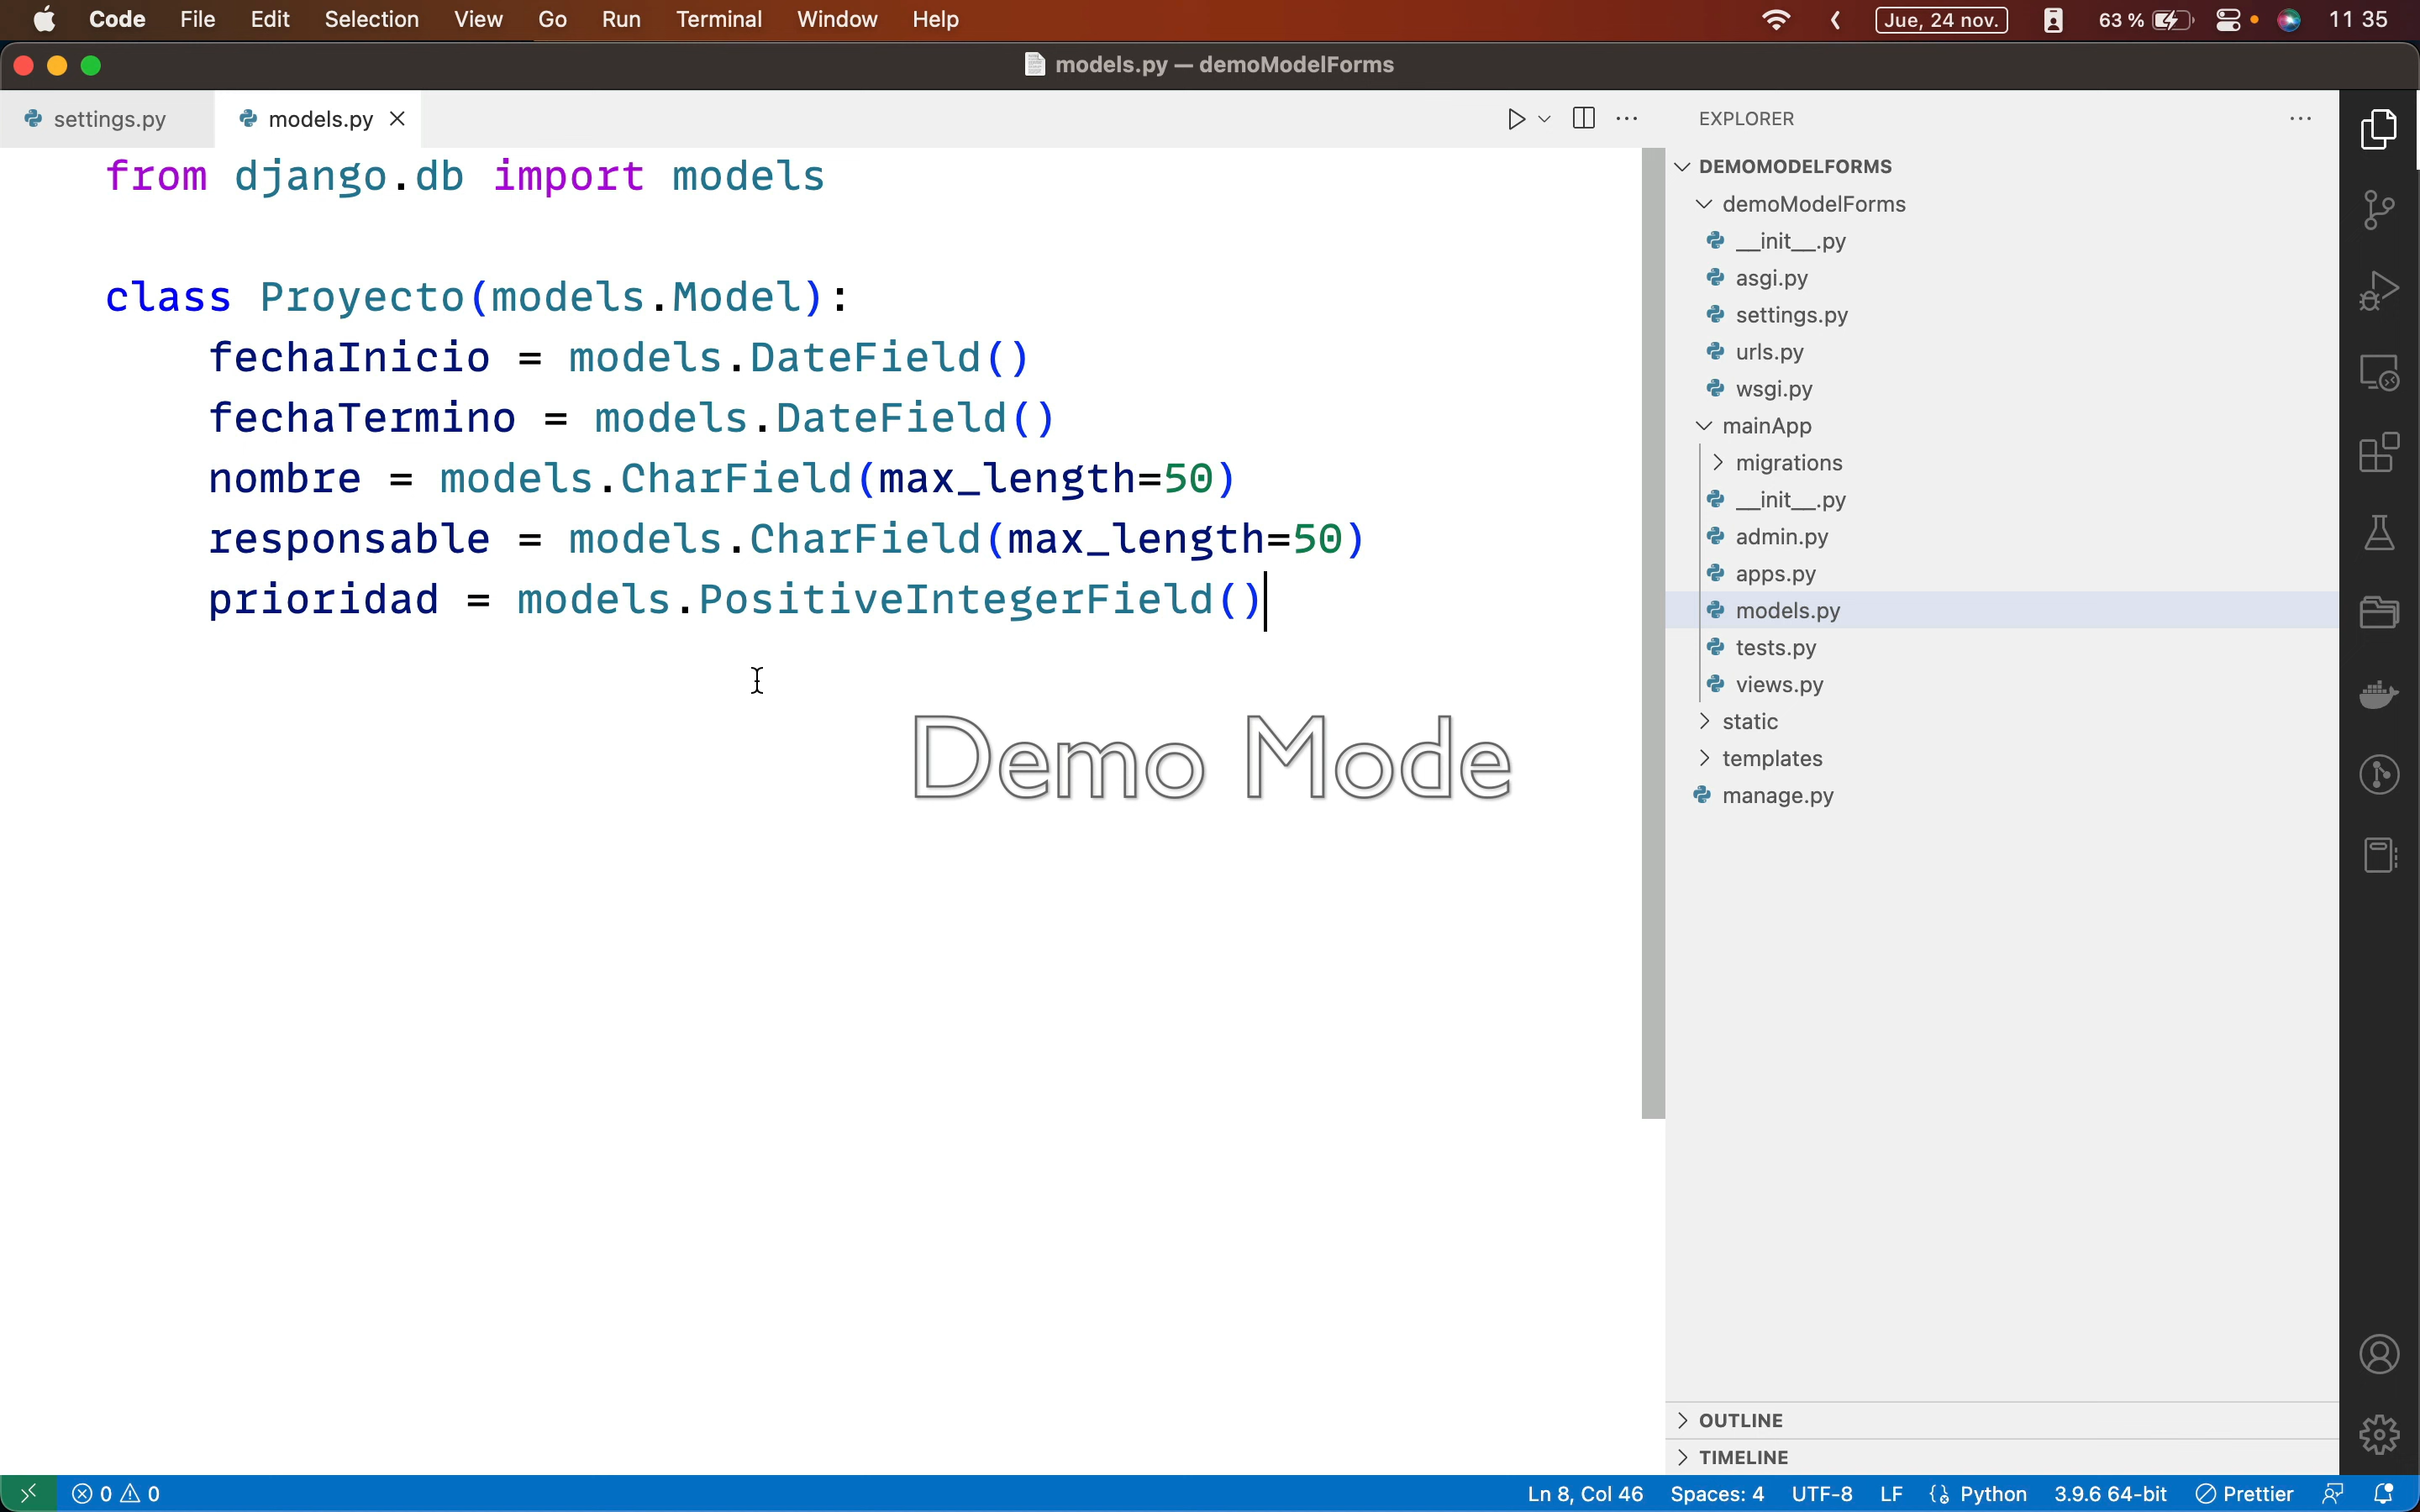 Code File Edit Selection View Go Run Terminal Window Help Jue, 24 nov. 63 % 11 35
models.py — demoModelForms
settings.py models.py
from django.db import models
class Proyecto(models.Model):
    fechaInicio = models.DateField()
    fechaTermino = models.DateField()
    nombre = models.CharField(max_length=50)
    responsable = models.CharField(max_length=50)
    prioridad = models.PositiveIntegerField()
Demo Mode
EXPLORER
DEMOMODELFORMS
demoModelForms
__init__.py
asgi.py
settings.py
urls.py
wsgi.py
mainApp
migrations
__init__.py
admin.py
apps.py
models.py
tests.py
views.py
static
templates
manage.py
OUTLINE
TIMELINE
0 0 Ln 8, Col 46 Spaces: 4 UTF-8 LF Python 3.9.6 64-bit Prettier